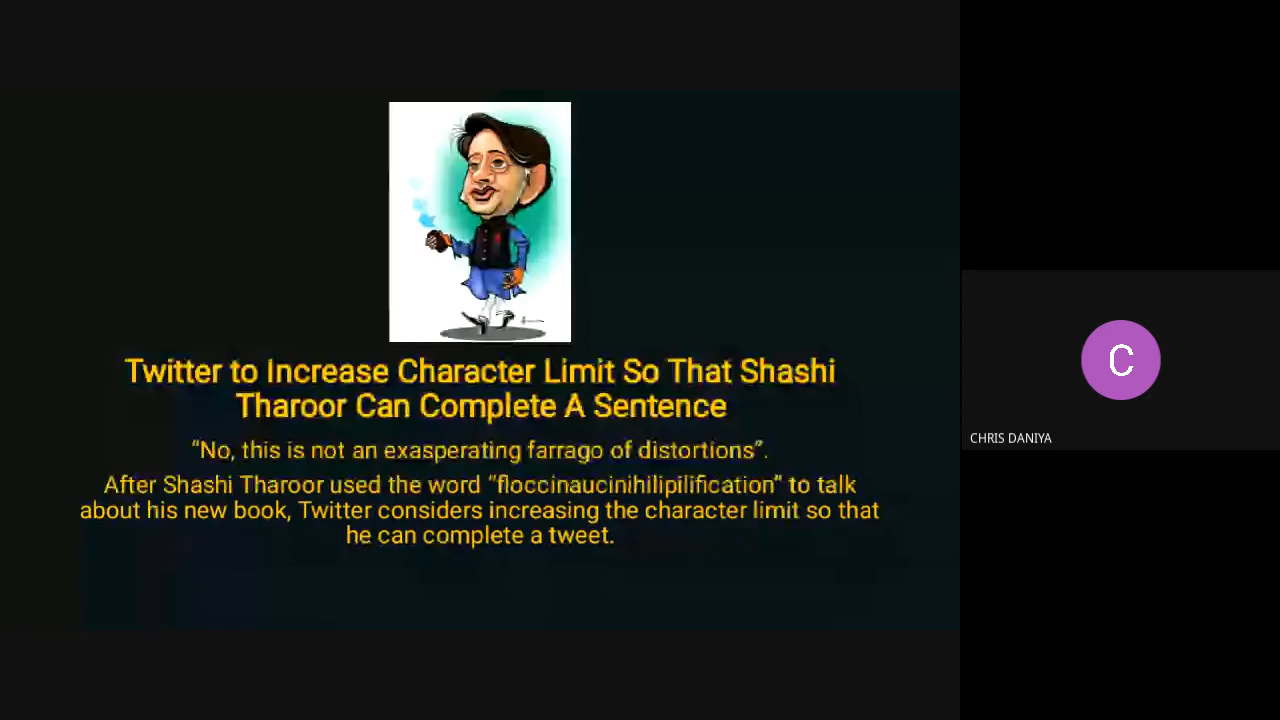 Twitter to Increase Character Limit So That Shashi
Tharoor Can Complete A Sentence
“No, this is not an exasperating farrago of distortions”.
After Shashi Tharoor used the word “floccinaucinihilipilification” to talk
about his new book, Twitter considers increasing the character limit so that
he can complete a tweet.
C
CHRIS DANIYA